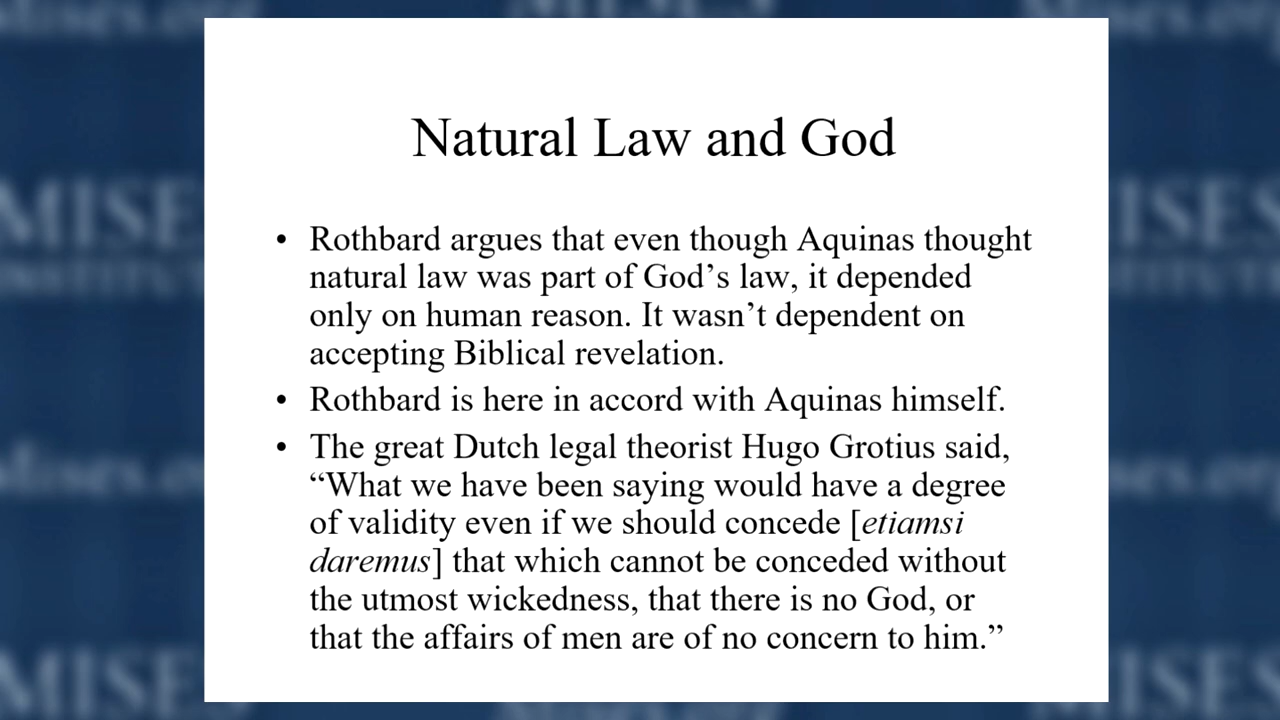 Natural Law and God
• Rothbard argues that even though Aquinas thought
natural law was part of God’s law, it depended
only on human reason. It wasn’t dependent on
accepting Biblical revelation.
• Rothbard is here in accord with Aquinas himself.
• The great Dutch legal theorist Hugo Grotius said,
“What we have been saying would have a degree
of validity even if we should concede [etiamsi
daremus] that which cannot be conceded without
the utmost wickedness, that there is no God, or
that the affairs of men are of no concern to him.”